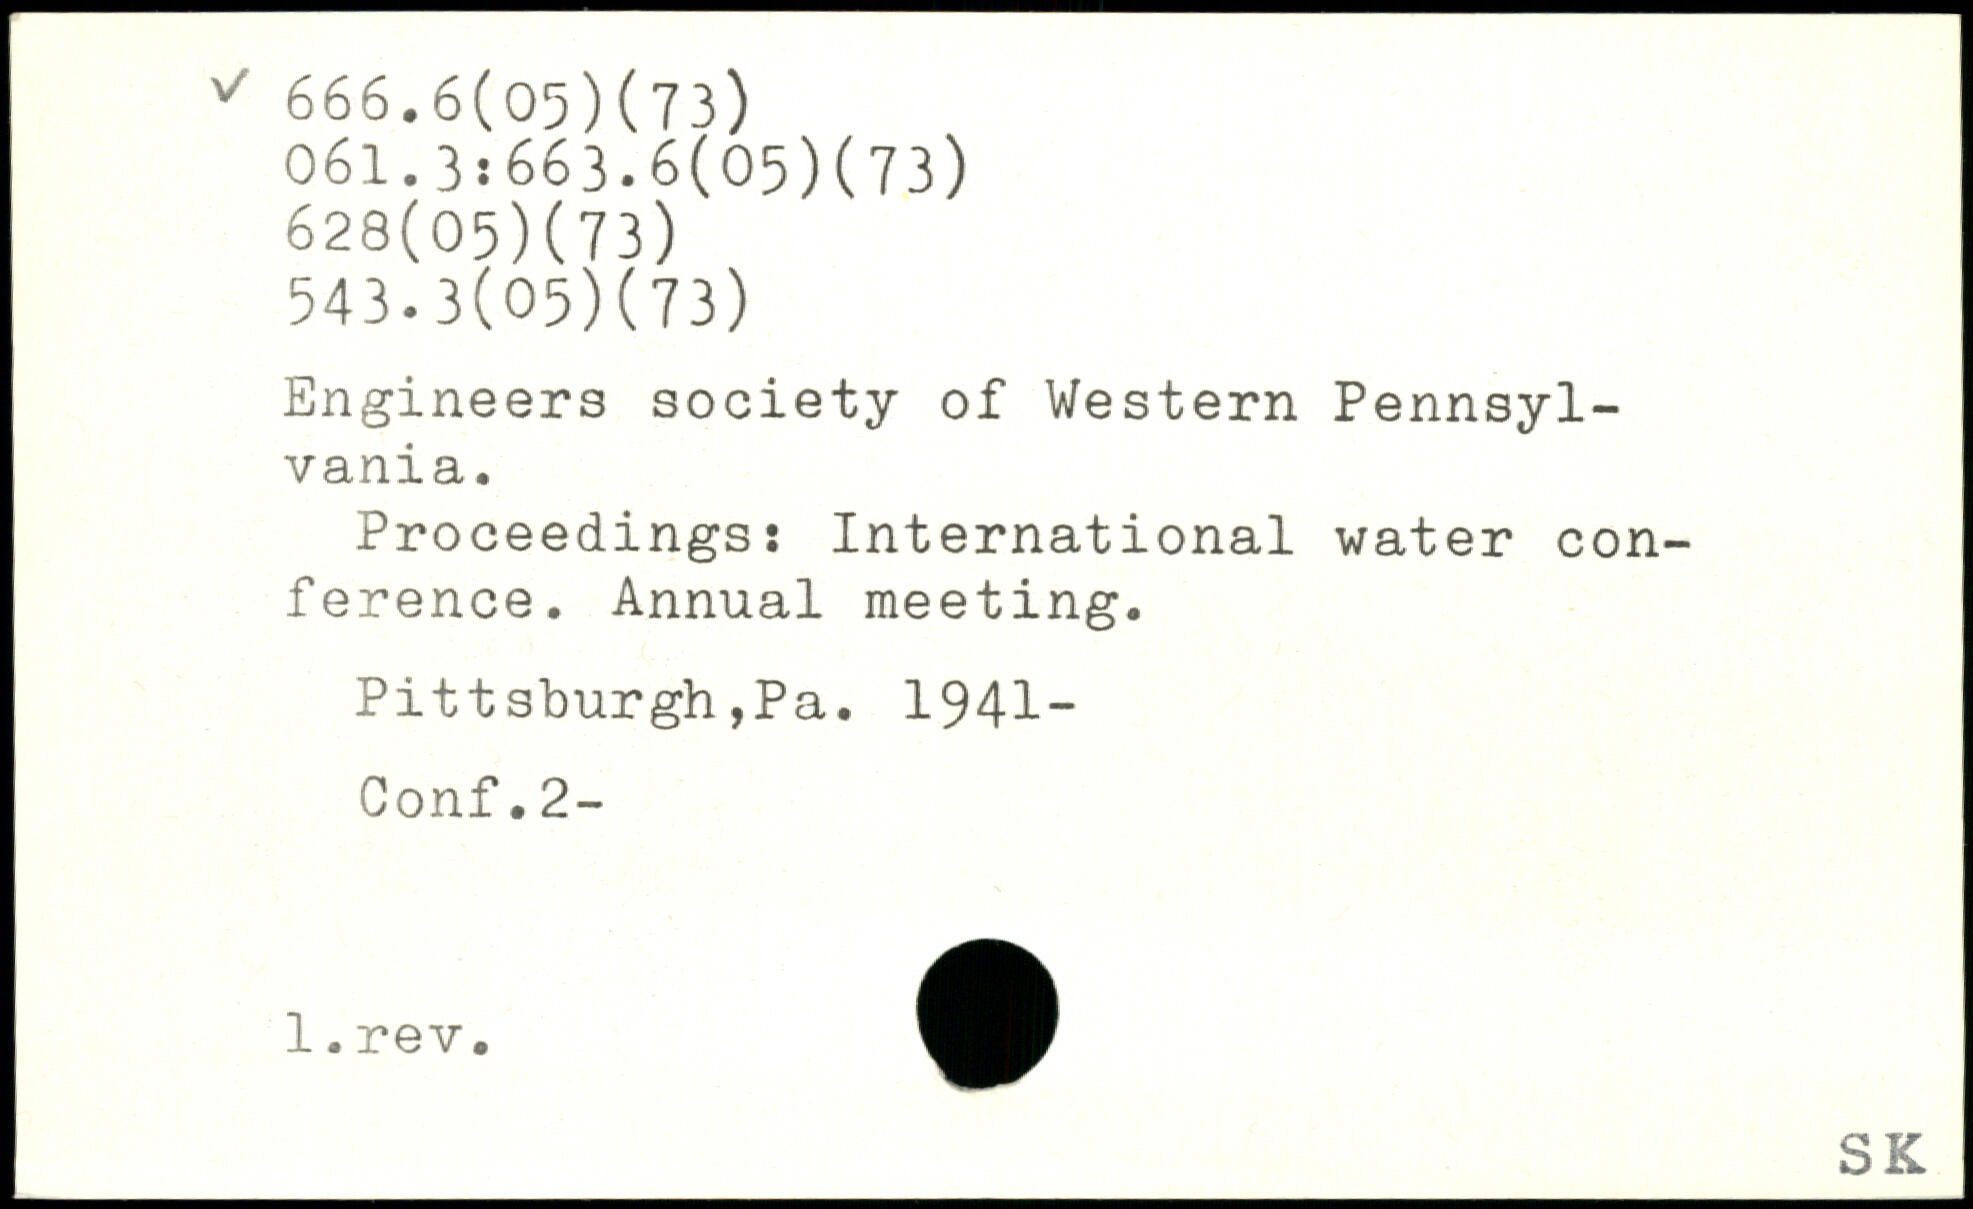 ✓ 666.6(05)(73)
061.3:663.6(05)(73)
628(05)(73)
543.3(05)(73)
Engineers society of Western Pennsyl-
vania.
Proceedings: International water con-
ference. Annual meeting.
Pittsburgh,Pa. 1941-
Conf.2-
1.rev.
SK